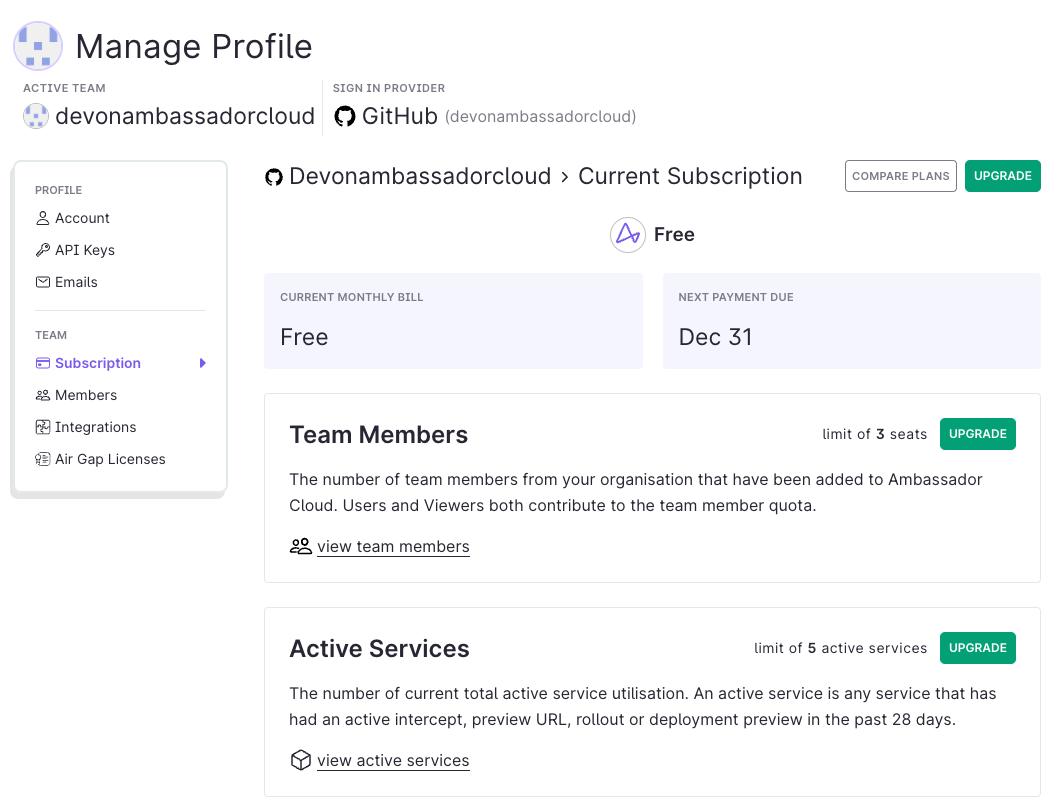 Manage Profile
ACTIVE TEAM
devonambassadorcloud
SIGN IN PROVIDER
GitHub (devonambassadorcloud)
PROFILE
Account
API Keys
Emails
TEAM
Subscription
Members
Integrations
Air Gap Licenses
Devonambassadorcloud › Current Subscription
COMPARE PLANS
UPGRADE
Free
CURRENT MONTHLY BILL
Free
NEXT PAYMENT DUE
Dec 31
Team Members
limit of 3 seats
UPGRADE
The number of team members from your organisation that have been added to Ambassador
Cloud. Users and Viewers both contribute to the team member quota.
view team members
Active Services
limit of 5 active services
UPGRADE
The number of current total active service utilisation. An active service is any service that has
had an active intercept, preview URL, rollout or deployment preview in the past 28 days.
view active services